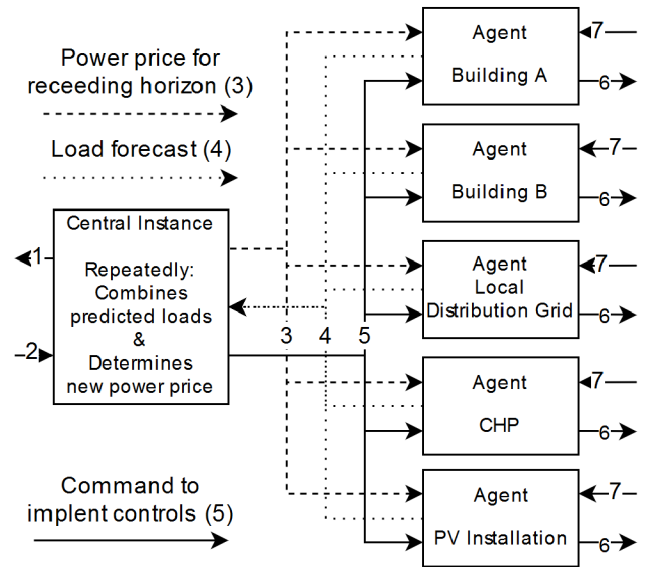 Power price for
receeding horizon (3)
Load forecast (4)
Central Instance
Repeatedly:
Combines
predicted loads
&
Determines
new power price
1
2
3 4 5
Command to
implent controls (5)
Agent
Building A
7
6
Agent
Building B
7
6
Agent
Local
Distribution Grid
7
6
Agent
CHP
7
6
Agent
PV Installation
7
6